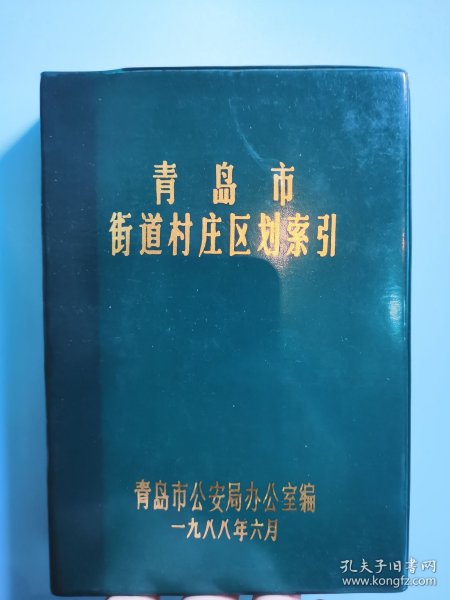 青岛市
街道村庄区划索引
青岛市公安局办公室编
一九八八年六月
孔夫子旧书网
www.kongfz.com